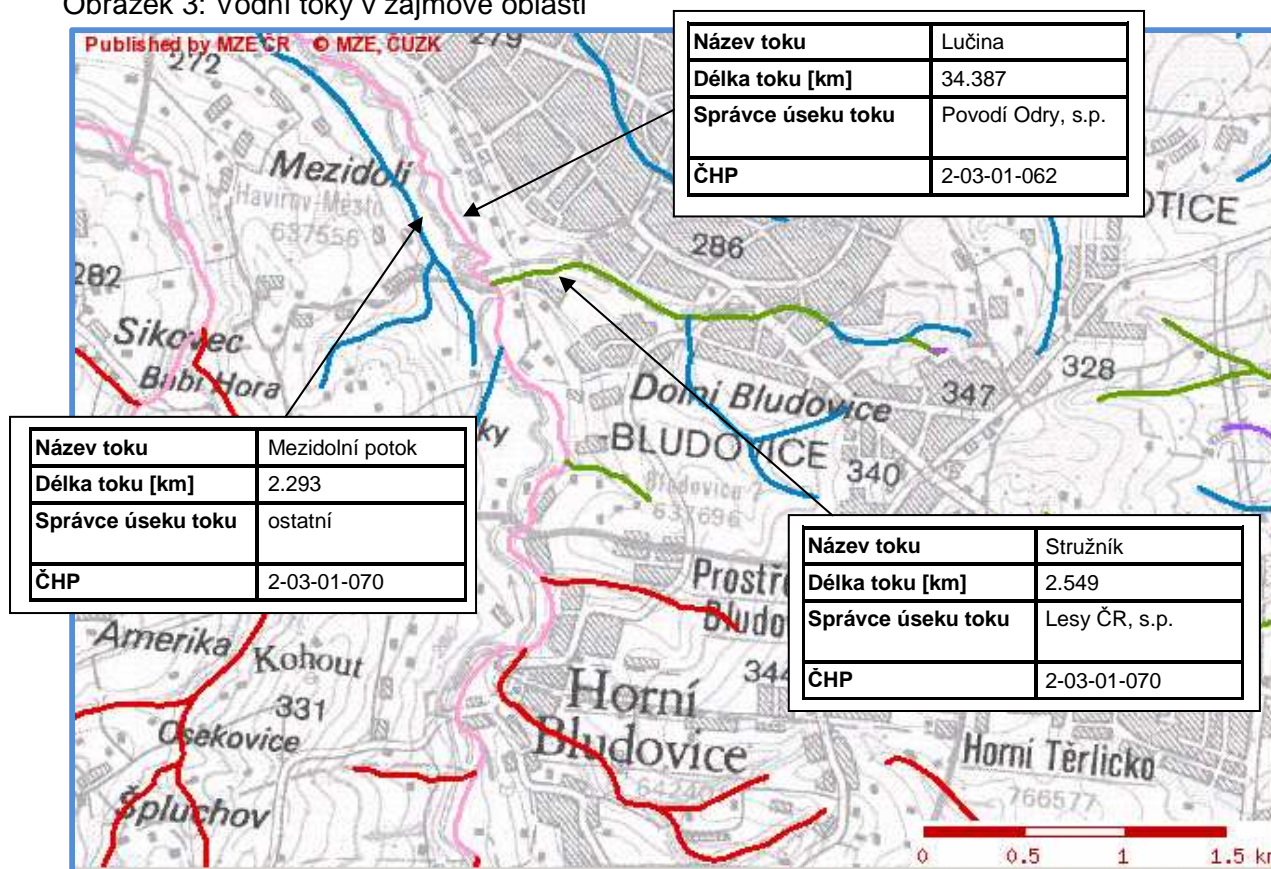 Obrázek 3: Vodní toky v zájmové oblasti
Published by MZE ČR © MZE, ČUZK
279
272
Název toku Lučina
Délka toku [km] 34.387
Správce úseku toku Povodí Odry, s.p.
ČHP 2-03-01-062
Mezidolí
Havířov-Město
637556
OTICE
286
282
Sikovec
Babí Hora
328
347
Dolní Bludovice
BLUDOVICE
340
Bludovice
637696
ky
Název toku Mezidolní potok
Délka toku [km] 2.293
Správce úseku toku ostatní
ČHP 2-03-01-070
Název toku Stružník
Délka toku [km] 2.549
Správce úseku toku Lesy ČR, s.p.
ČHP 2-03-01-070
Prostře
Bludo
344
Amerika
Kohout
331
Osekovice
Špluchov
Horní
Bludovice
Horní Těrlicko
766577
0 0.5 1 1.5 km